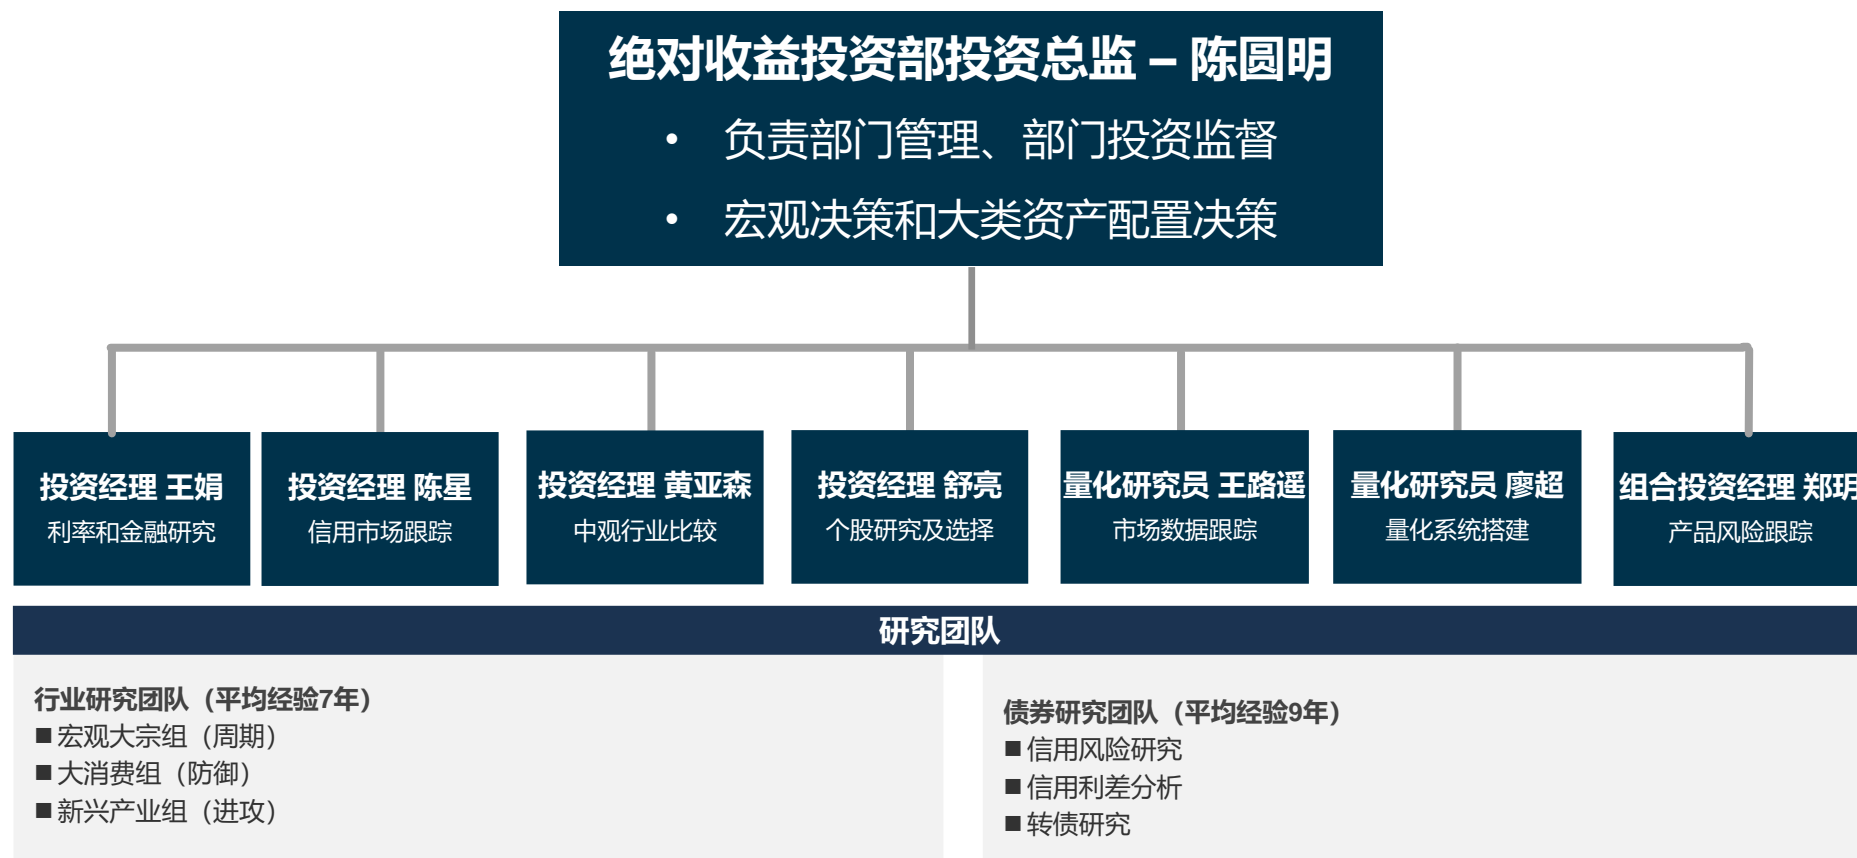 绝对收益投资部投资总监 – 陈圆明
• 负责部门管理、部门投资监督
• 宏观决策和大类资产配置决策
投资经理 王娟
利率和金融研究
投资经理 陈星
信用市场跟踪
投资经理 黄亚森
中观行业比较
投资经理 舒亮
个股研究及选择
量化研究员 王路遥
市场数据跟踪
量化研究员 廖超
量化系统搭建
组合投资经理 郑玥
产品风险跟踪
研究团队
行业研究团队（平均经验7年）
■ 宏观大宗组（周期）
■ 大消费组（防御）
■ 新兴产业组（进攻）
债券研究团队（平均经验9年）
■ 信用风险研究
■ 信用利差分析
■ 转债研究